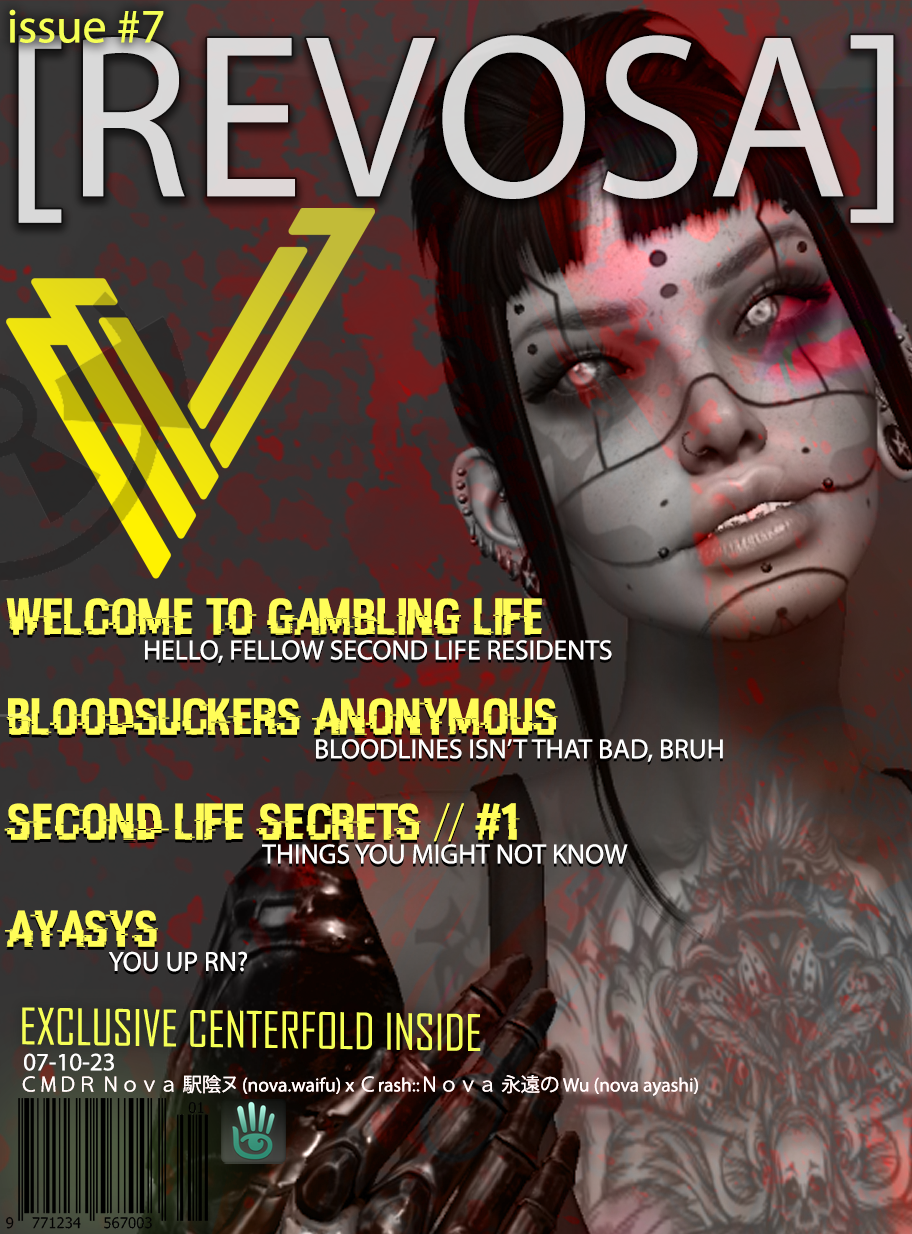 issue #7
[REVOSA]
WELCOME TO GAMBLING LIFE
HELLO, FELLOW SECOND LIFE RESIDENTS
BLOODSUCKERS ANONYMOUS
BLOODLINES ISN'T THAT BAD, BRUH
SECOND LIFE SECRETS // #1
THINGS YOU MIGHT NOT KNOW
AYASYS
YOU UP RN?
EXCLUSIVE CENTERFOLD INSIDE
07-10-23
ＣＭＤＲ Ｎｏｖａ 駅陰ヌ (nova.waifu) x Ｃrash::Ｎｏｖａ 永遠の Wu (nova ayashi)
01
9 771234 567003